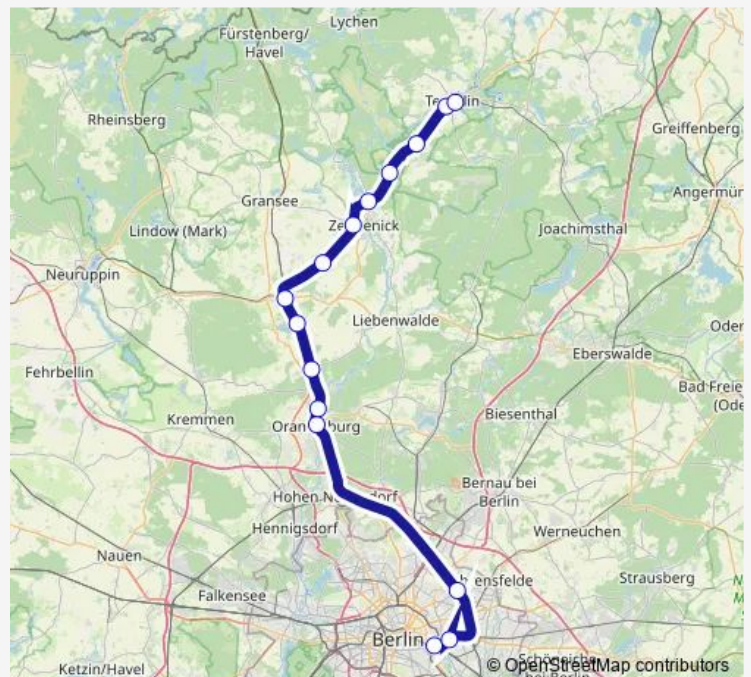 Lychen
Fürstenberg/
Havel
Rheinsberg
Greiffenberg
Gransee
Angermür
Lindow (Mark)
Joachimsthal
Neuruppin
Liebenwalde
Oder
Eberswalde
Fehrbellin
Bad Freie
(Ode
Kremmen
Biesenthal
Bernau bei
Berlin
Hennigsdorf
Werneuchen
Nauen
Strausberg
Falkensee
Berlin
Ketzin/Havel
© OpenStreetMap contributors